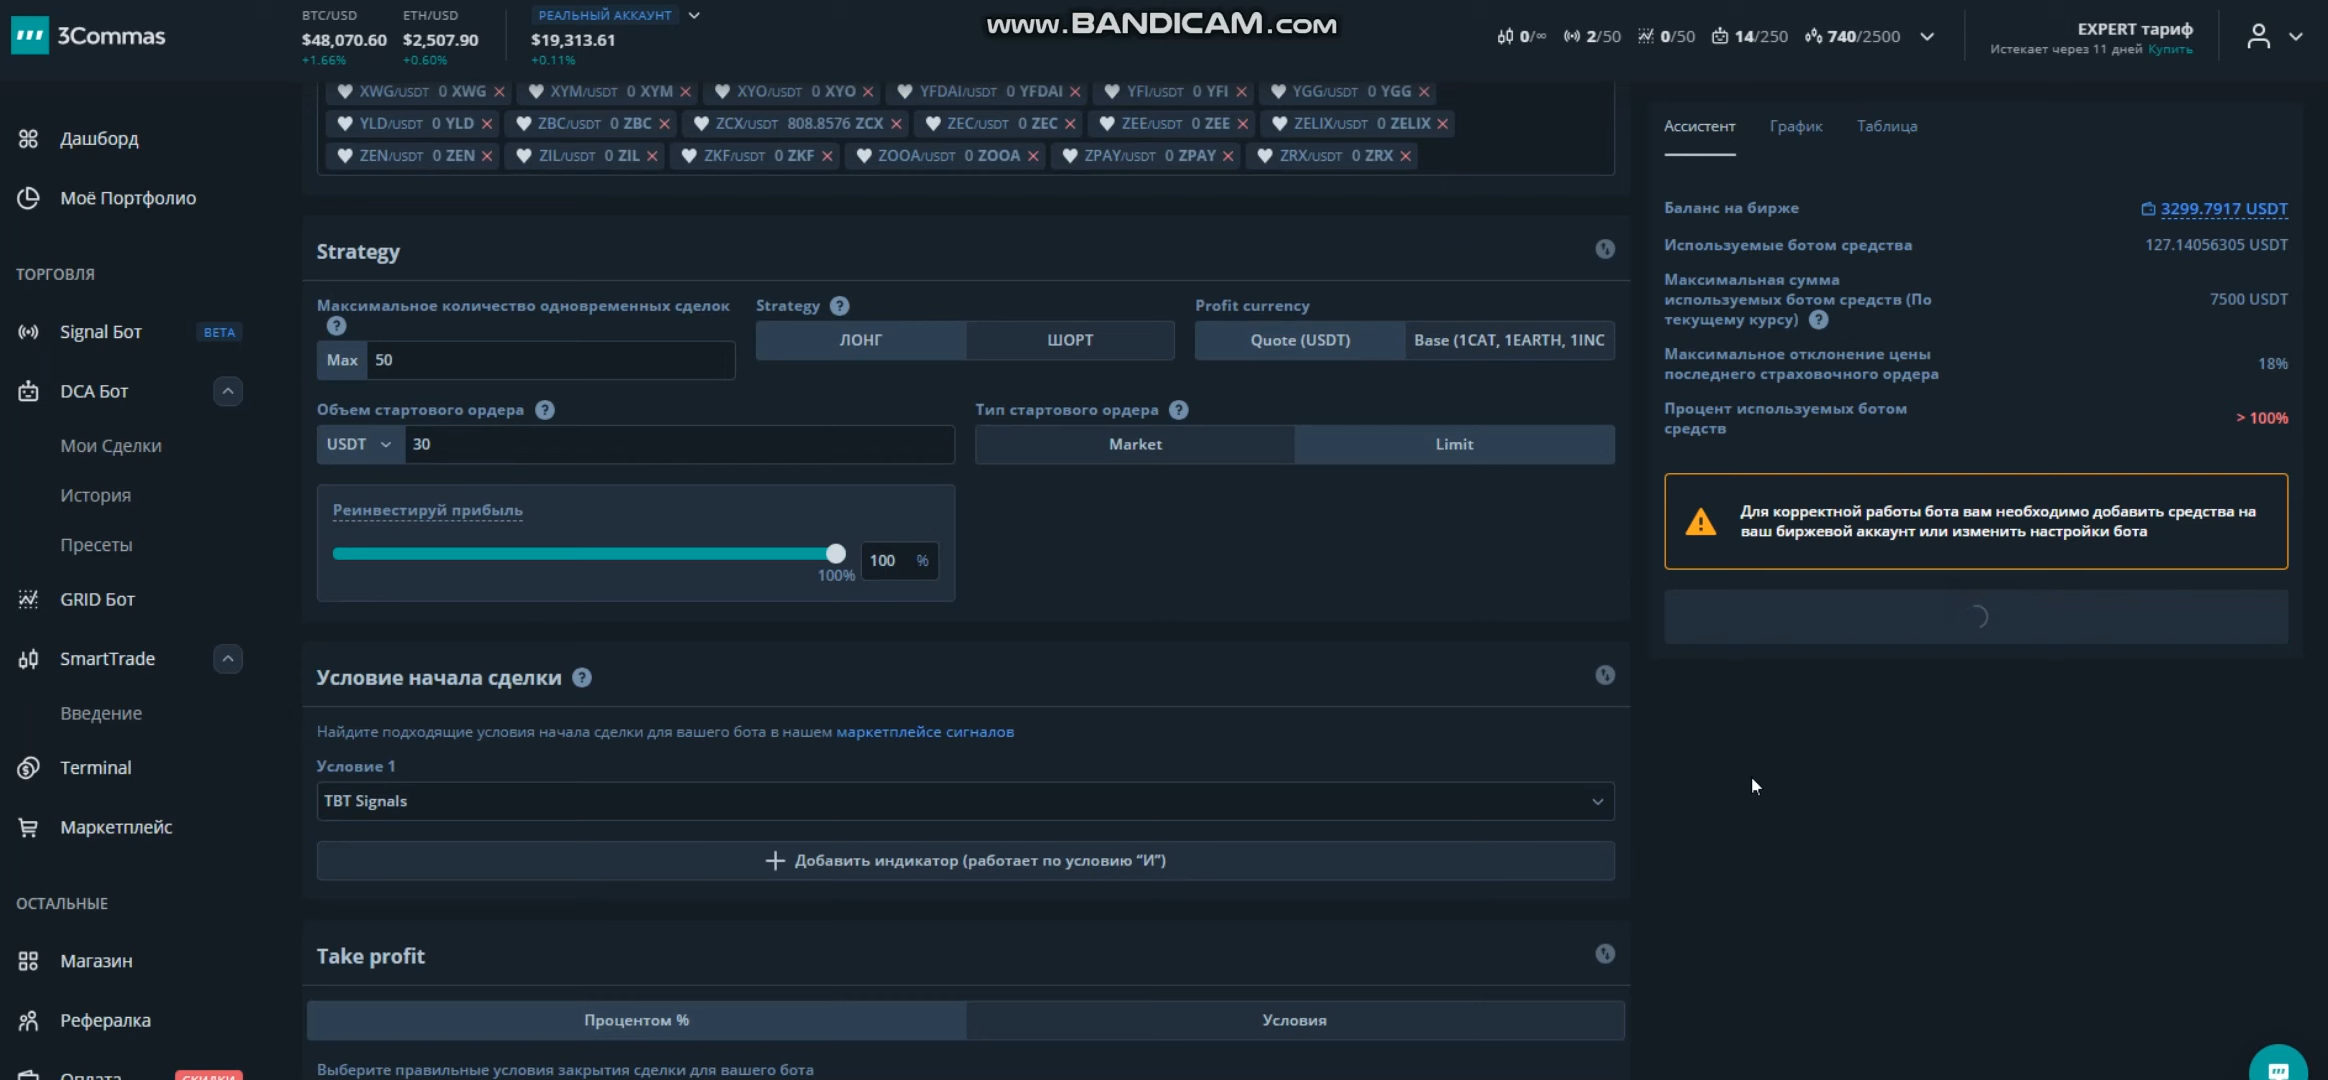 3Commas
BTC/USD
$48,070.60
+1.66%
ETH/USD
$2,507.90
+0.60%
РЕАЛЬНЫЙ АККАУНТ
$19,313.61
+0.11%
www.BANDICAM.com
0/∞ 2/50 0/50 14/250 740/2500
EXPERT тариф
Истекает через 11 дней Купить
Дашборд
Моё Портфолио
ТОРГОВЛЯ
Signal Бот BETA
DCA Бот
Мои Сделки
История
Пресеты
GRID Бот
SmartTrade
Введение
Terminal
Маркетплейс
ОСТАЛЬНЫЕ
Магазин
Рефералка
Оплата СКИДКИ
XWG/USDT 0 XWG XYM/USDT 0 XYM XYO/USDT 0 XYO YFDAI/USDT 0 YFDAI YFI/USDT 0 YFI YGG/USDT 0 YGG
YLD/USDT 0 YLD ZBC/USDT 0 ZBC ZCX/USDT 808.8576 ZCX ZEC/USDT 0 ZEC ZEE/USDT 0 ZEE ZELIX/USDT 0 ZELIX
ZEN/USDT 0 ZEN ZIL/USDT 0 ZIL ZKF/USDT 0 ZKF ZOOA/USDT 0 ZOOA ZPAY/USDT 0 ZPAY ZRX/USDT 0 ZRX
Strategy
Максимальное количество одновременных сделок
?
Max 50
Strategy ?
ЛОНГ ШОРТ
Profit currency
Quote (USDT) Base (1CAT, 1EARTH, 1INC
Объем стартового ордера ?
USDT 30
Тип стартового ордера ?
Market Limit
Реинвестируй прибыль
100%
100 %
Условие начала сделки ?
Найдите подходящие условия начала сделки для вашего бота в нашем маркетплейсе сигналов
Условие 1
TBT Signals
Добавить индикатор (работает по условию “И”)
Take profit
Процентом % Условия
Выберите правильные условия закрытия сделки для вашего бота
Ассистент График Таблица
Баланс на бирже 3299.7917 USDT
Используемые ботом средства 127.14056305 USDT
Максимальная сумма
используемых ботом средств (По 7500 USDT
текущему курсу) ?
Максимальное отклонение цены
последнего страховочного ордера 18%
Процент используемых ботом
средств > 100%
Для корректной работы бота вам необходимо добавить средства на
ваш биржевой аккаунт или изменить настройки бота